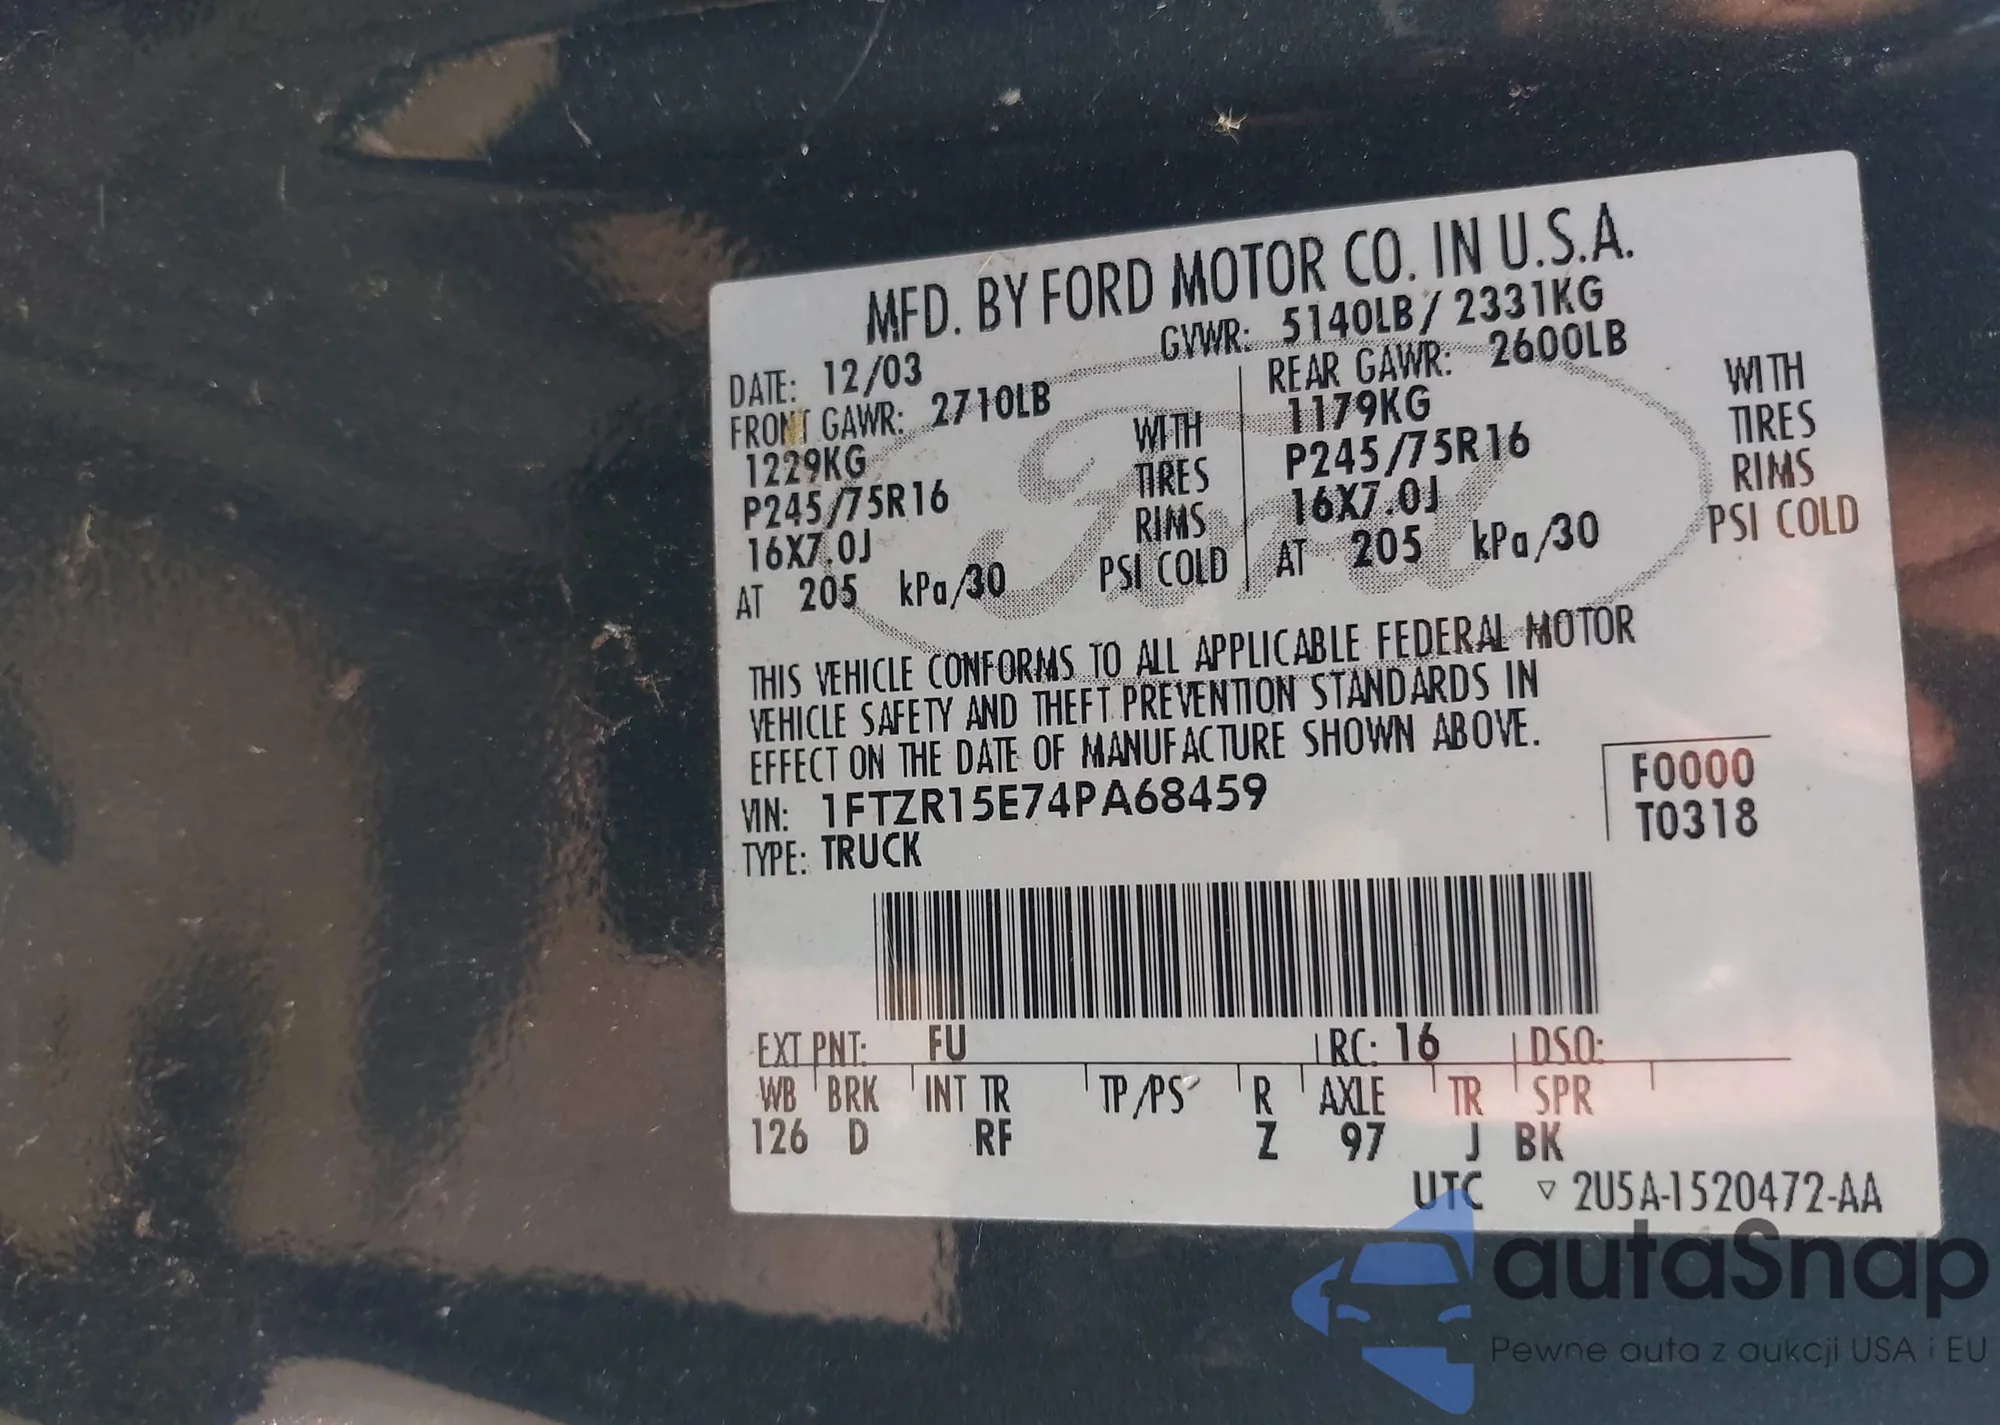 MFD. BY FORD MOTOR CO. IN U.S.A.
DATE: 12/03 GVWR: 5140LB / 2331KG
FRONT GAWR: 2710LB REAR GAWR: 2600LB
1229KG WITH 1179KG WITH
P245/75R16 TIRES P245/75R16 TIRES
16X7.0J RIMS 16X7.0J RIMS
AT 205 kPa/30 PSI COLD AT 205 kPa/30 PSI COLD
THIS VEHICLE CONFORMS TO ALL APPLICABLE FEDERAL MOTOR
VEHICLE SAFETY AND THEFT PREVENTION STANDARDS IN
EFFECT ON THE DATE OF MANUFACTURE SHOWN ABOVE.
VIN: 1FTZR15E74PA68459 F0000
TYPE: TRUCK T0318
Ford
EXT PNT: FU RC: 16 DSO:
WB BRK INT TR TP/PS R AXLE TR SPR
126 D RF Z 97 J BK
UTC ▽ 2U5A-1520472-AA
autaSnap
Pewne auta z aukcji USA i EU